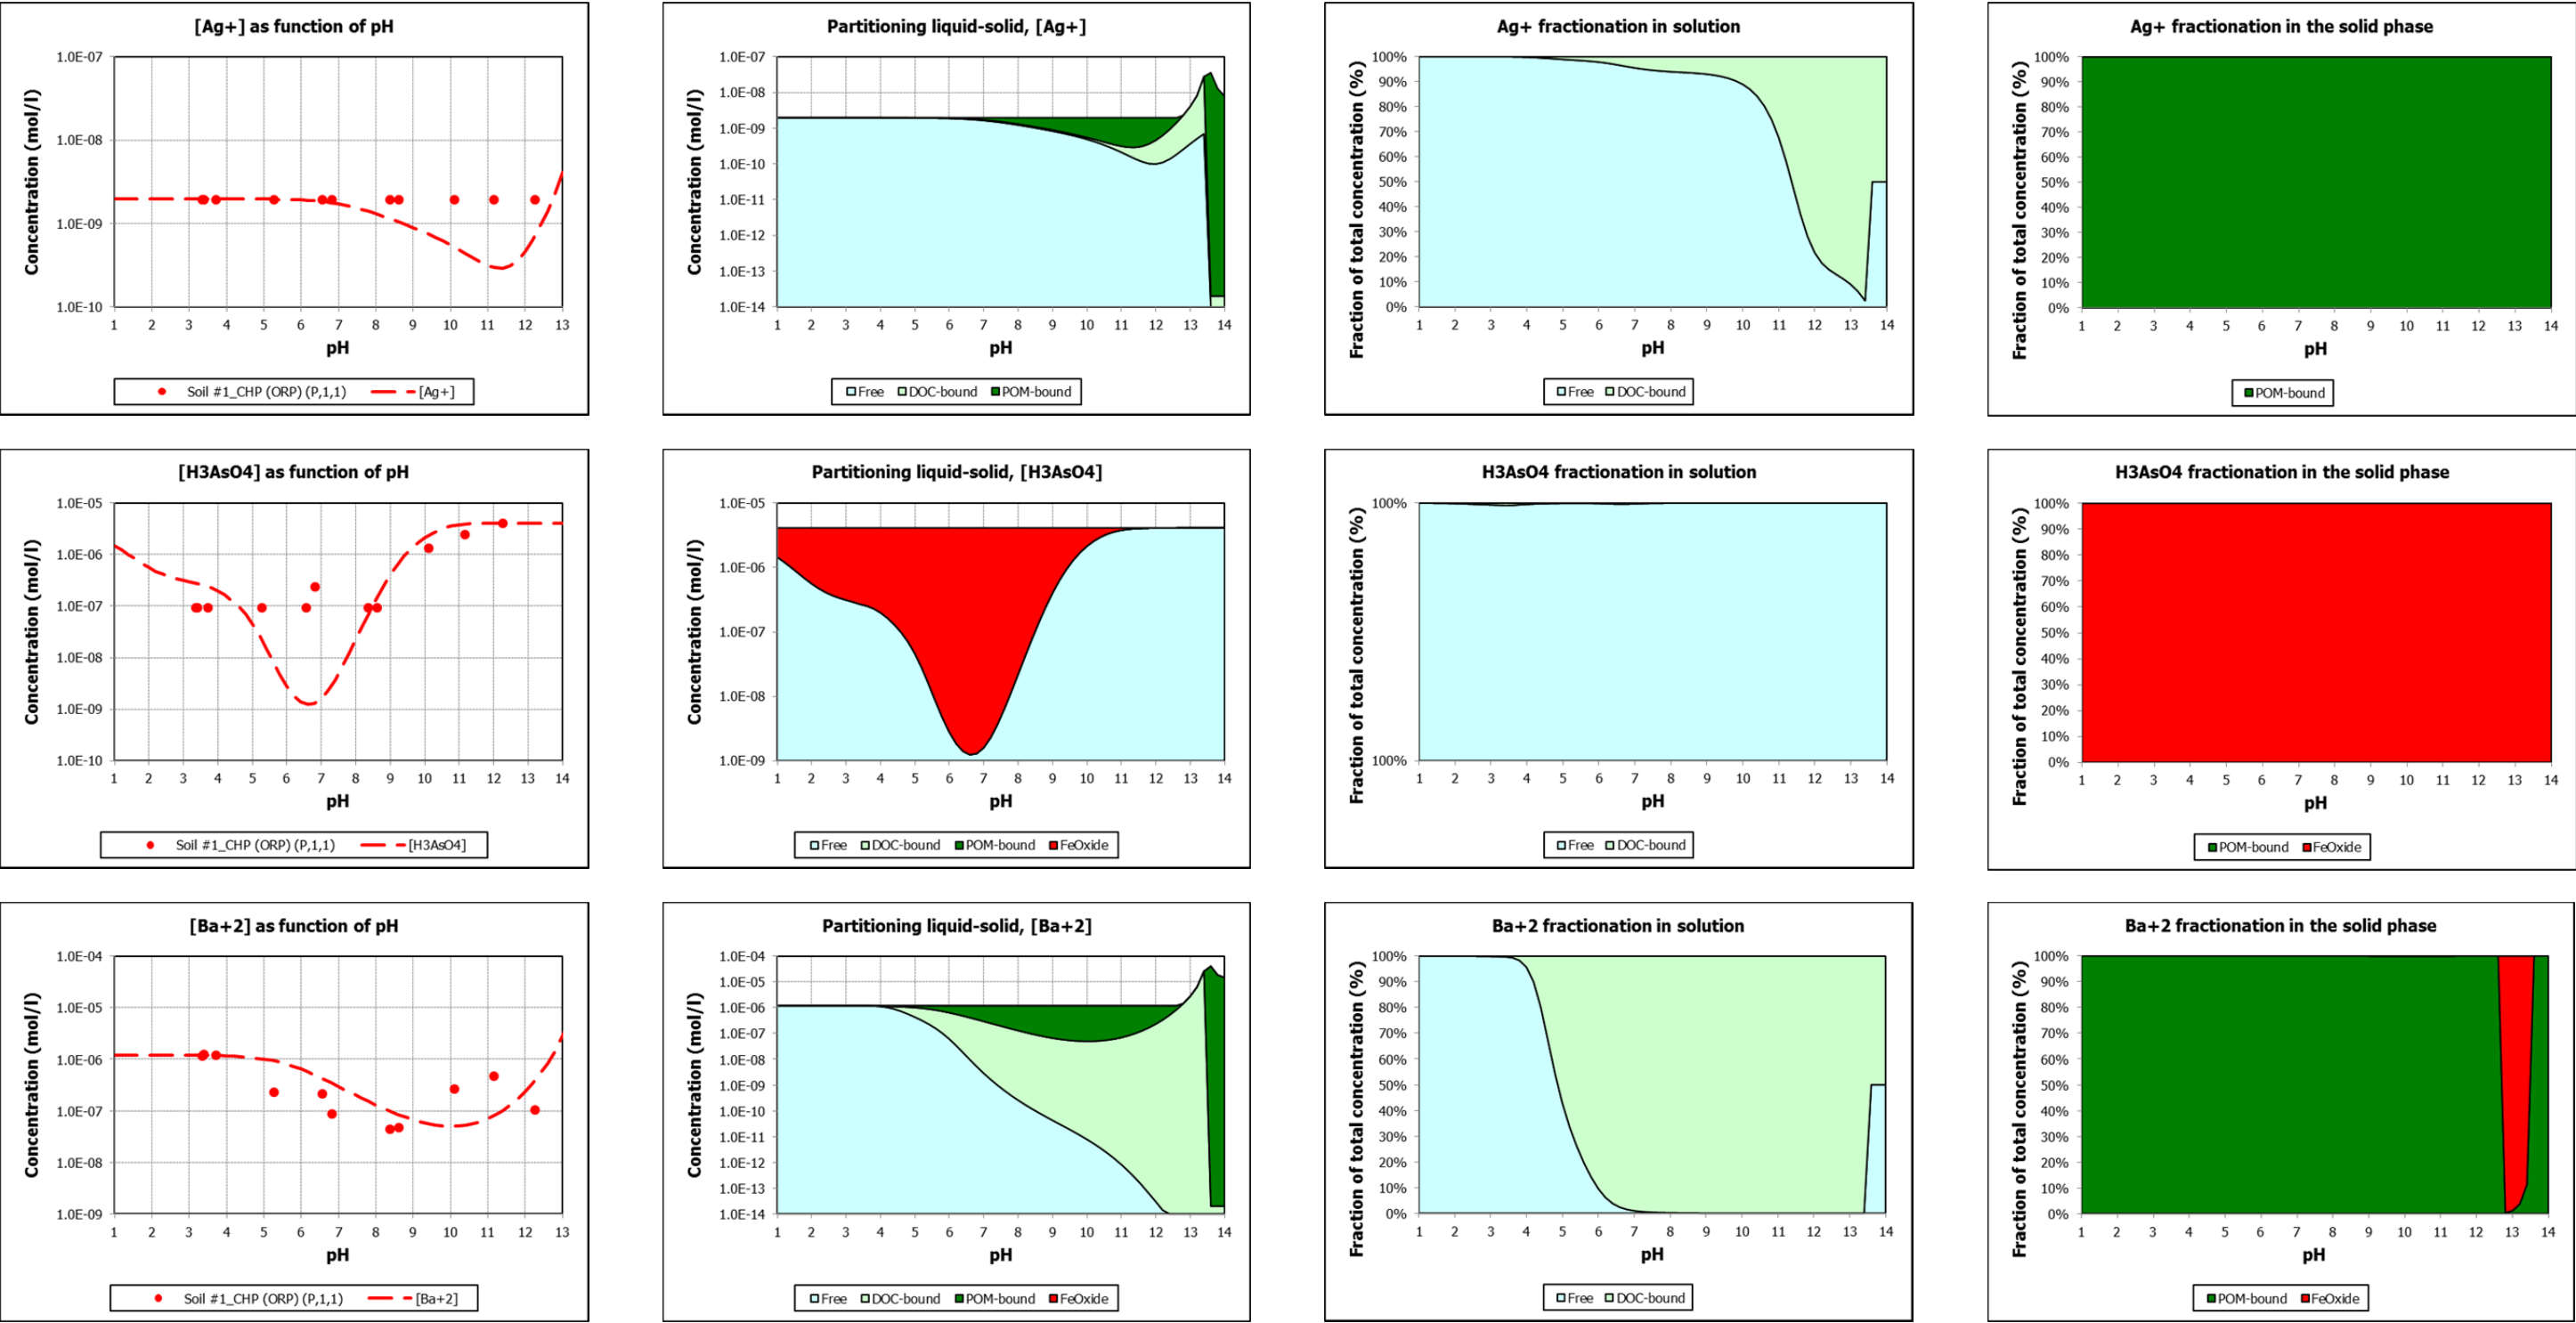 [Ag+] as function of pH
Concentration (mol/l)
1.0E-07
1.0E-08
1.0E-09
1.0E-10
1 2 3 4 5 6 7 8 9 10 11 12 13
pH
Soil #1_CHP (ORP) (P,1,1) [Ag+]
Partitioning liquid-solid, [Ag+]
Concentration (mol/l)
1.0E-07
1.0E-08
1.0E-09
1.0E-10
1.0E-11
1.0E-12
1.0E-13
1.0E-14
1 2 3 4 5 6 7 8 9 10 11 12 13 14
pH
Free DOC-bound POM-bound
Ag+ fractionation in solution
Fraction of total concentration (%)
100%
90%
80%
70%
60%
50%
40%
30%
20%
10%
0%
1 2 3 4 5 6 7 8 9 10 11 12 13 14
pH
Free DOC-bound
Ag+ fractionation in the solid phase
Fraction of total concentration (%)
100%
90%
80%
70%
60%
50%
40%
30%
20%
10%
0%
1 2 3 4 5 6 7 8 9 10 11 12 13 14
pH
POM-bound
[H3AsO4] as function of pH
Concentration (mol/l)
1.0E-05
1.0E-06
1.0E-07
1.0E-08
1.0E-09
1.0E-10
1 2 3 4 5 6 7 8 9 10 11 12 13 14
pH
Soil #1_CHP (ORP) (P,1,1) [H3AsO4]
Partitioning liquid-solid, [H3AsO4]
Concentration (mol/l)
1.0E-05
1.0E-06
1.0E-07
1.0E-08
1.0E-09
1 2 3 4 5 6 7 8 9 10 11 12 13 14
pH
Free DOC-bound POM-bound FeOxide
H3AsO4 fractionation in solution
Fraction of total concentration (%)
100%
100%
1 2 3 4 5 6 7 8 9 10 11 12 13 14
pH
Free DOC-bound
H3AsO4 fractionation in the solid phase
Fraction of total concentration (%)
100%
90%
80%
70%
60%
50%
40%
30%
20%
10%
0%
1 2 3 4 5 6 7 8 9 10 11 12 13 14
pH
POM-bound FeOxide
[Ba+2] as function of pH
Concentration (mol/l)
1.0E-04
1.0E-05
1.0E-06
1.0E-07
1.0E-08
1.0E-09
1 2 3 4 5 6 7 8 9 10 11 12 13
pH
Soil #1_CHP (ORP) (P,1,1) [Ba+2]
Partitioning liquid-solid, [Ba+2]
Concentration (mol/l)
1.0E-04
1.0E-05
1.0E-06
1.0E-07
1.0E-08
1.0E-09
1.0E-10
1.0E-11
1.0E-12
1.0E-13
1.0E-14
1 2 3 4 5 6 7 8 9 10 11 12 13 14
pH
Free DOC-bound POM-bound FeOxide
Ba+2 fractionation in solution
Fraction of total concentration (%)
100%
90%
80%
70%
60%
50%
40%
30%
20%
10%
0%
1 2 3 4 5 6 7 8 9 10 11 12 13 14
pH
Free DOC-bound
Ba+2 fractionation in the solid phase
Fraction of total concentration (%)
100%
90%
80%
70%
60%
50%
40%
30%
20%
10%
0%
1 2 3 4 5 6 7 8 9 10 11 12 13 14
pH
POM-bound FeOxide